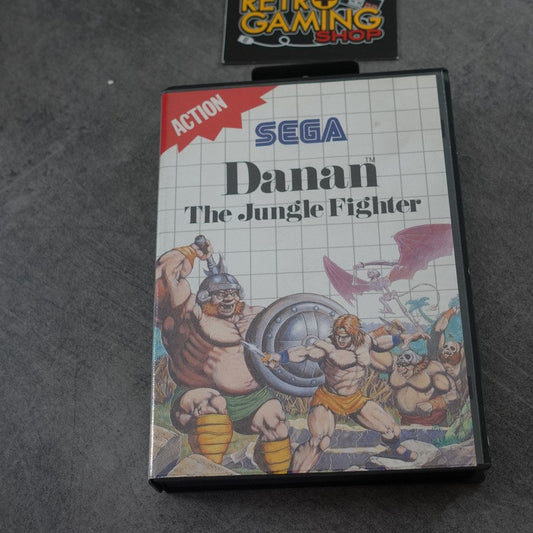 RETRO
GAMING
SHOP
ACTION
SEGA
Danan™
The Jungle Fighter